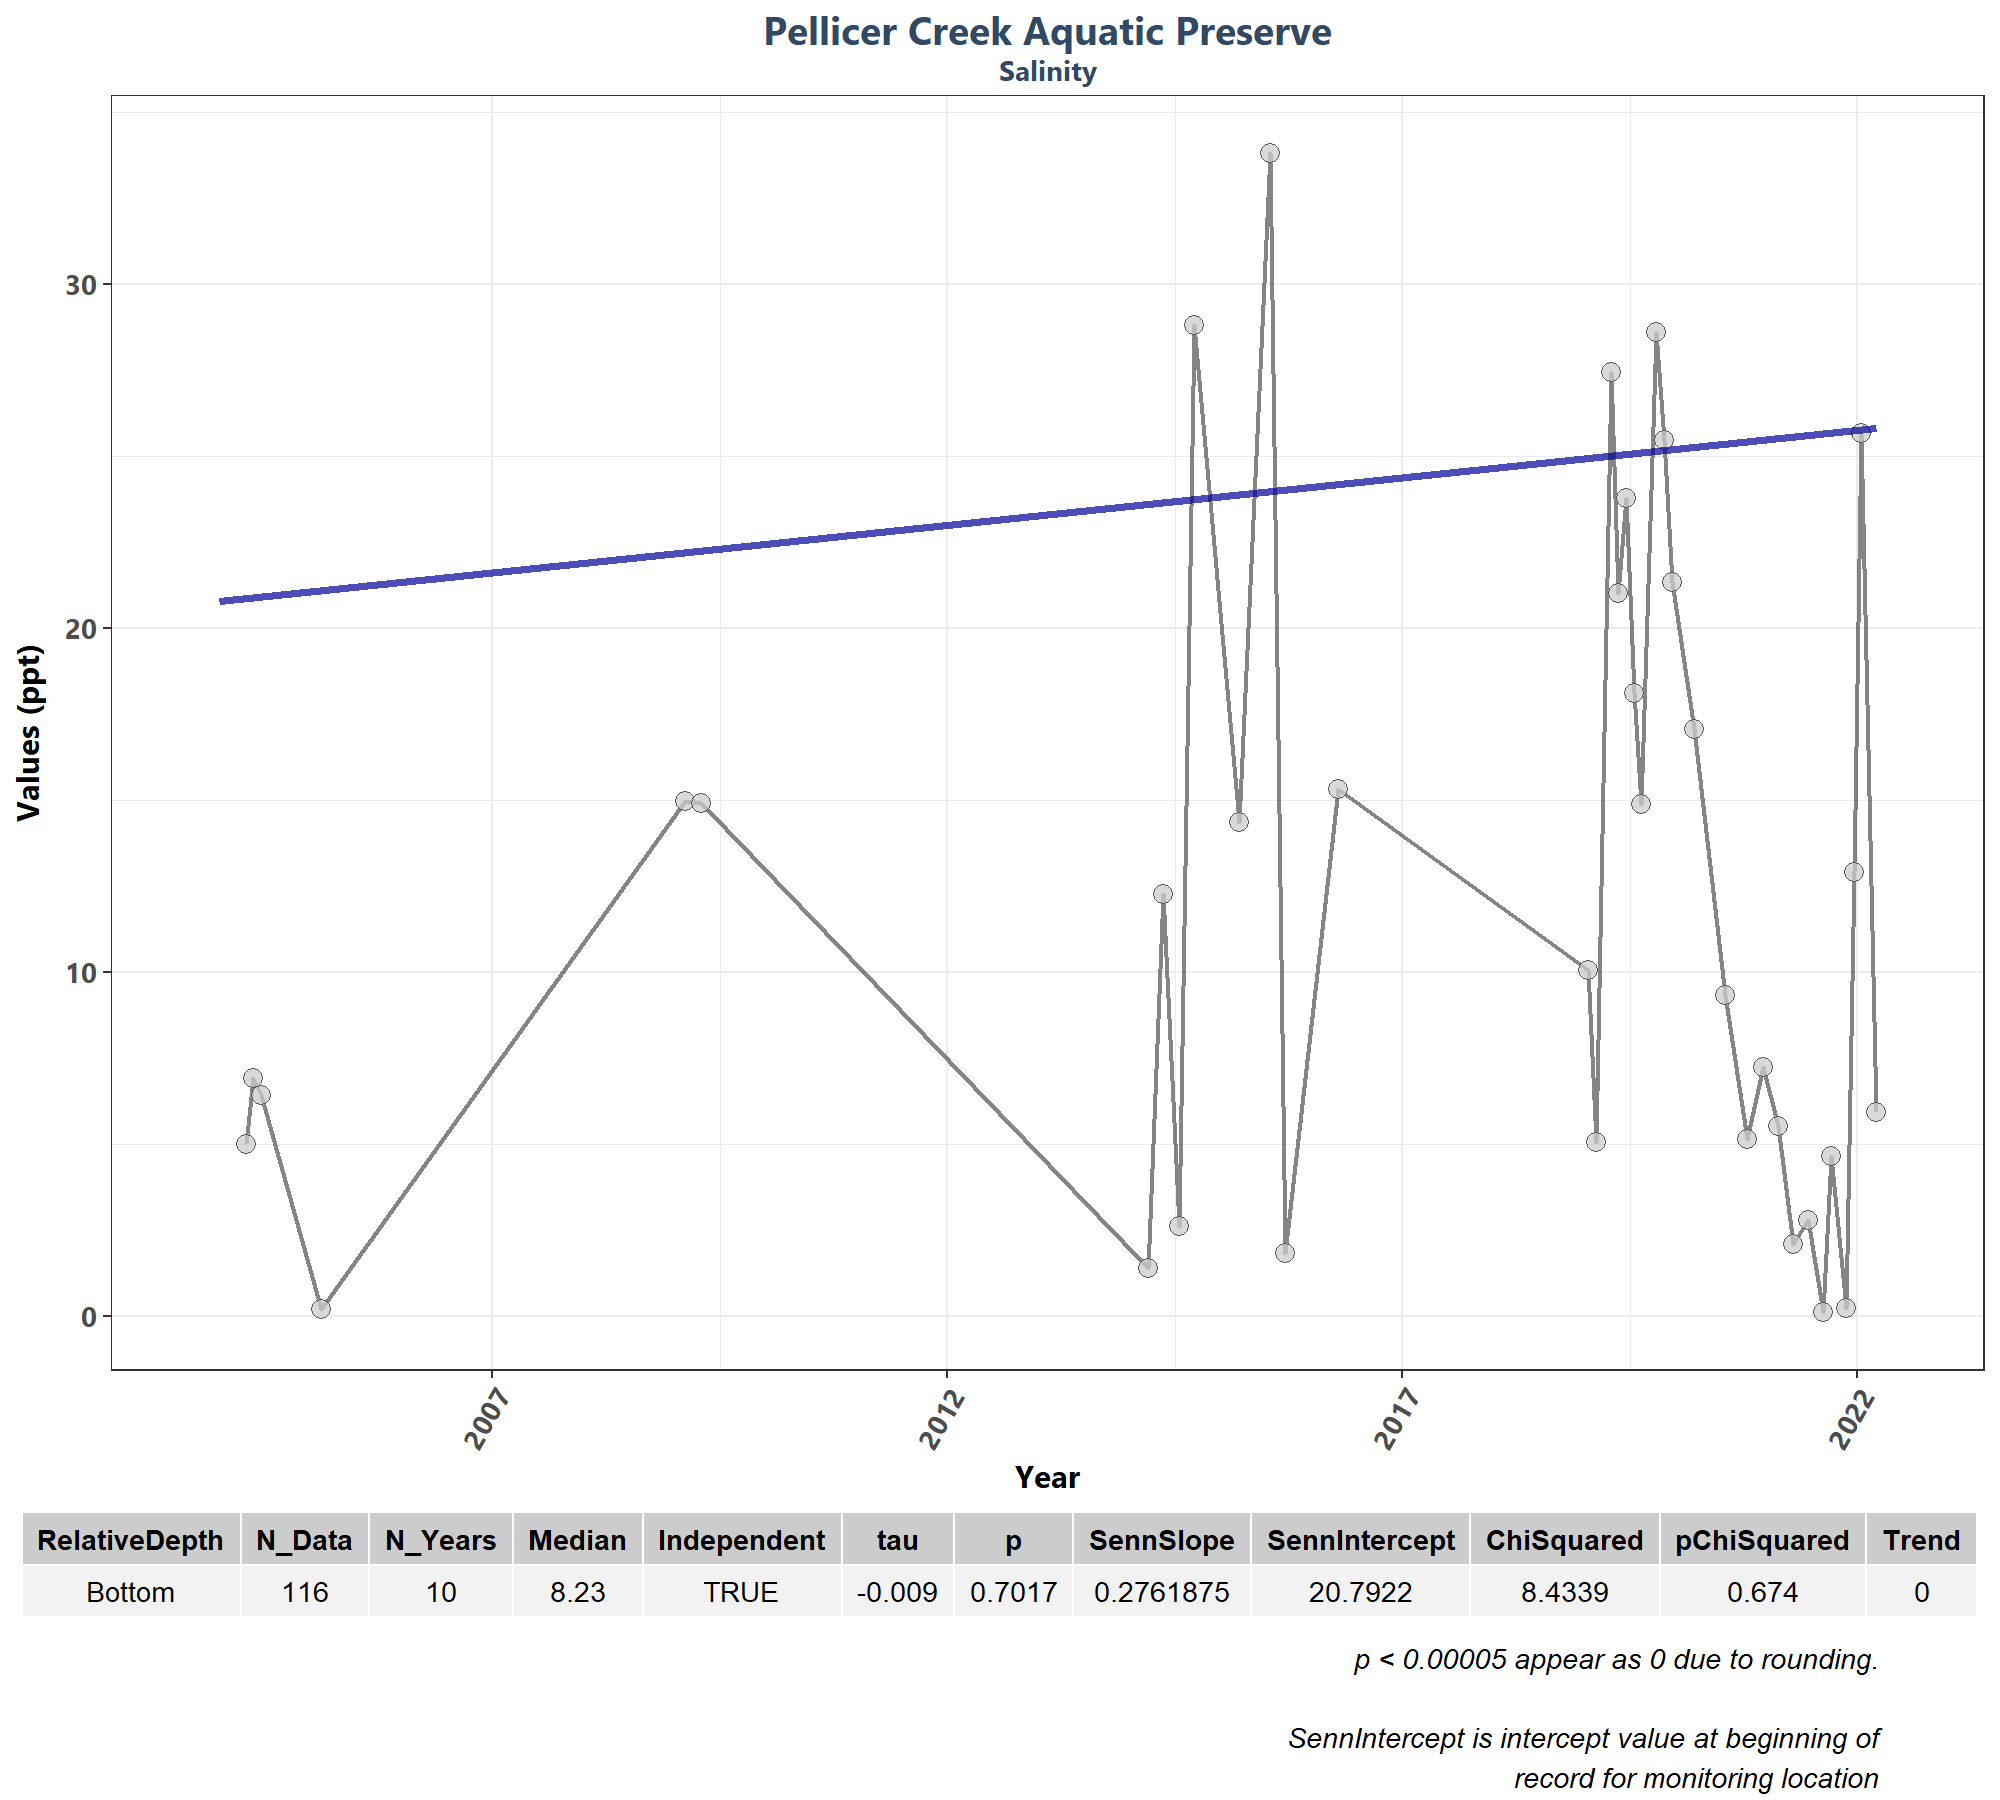 Pellicer Creek Aquatic Preserve
Salinity
Values (ppt)
30
20
10
0
2007
2012
2017
2022
Year
RelativeDepth N_Data N_Years Median Independent tau p SennSlope SennIntercept ChiSquared pChiSquared Trend
Bottom 116 10 8.23 TRUE -0.009 0.7017 0.2761875 20.7922 8.4339 0.674 0
p < 0.00005 appear as 0 due to rounding.
SennIntercept is intercept value at beginning of
record for monitoring location